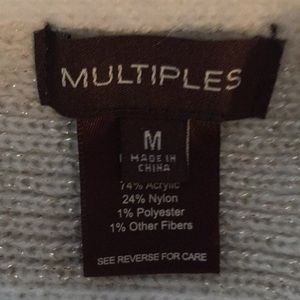 MULTIPLES
M
MADE IN
CHINA
74% Acrylic
24% Nylon
1% Polyester
1% Other Fibers
SEE REVERSE FOR CARE